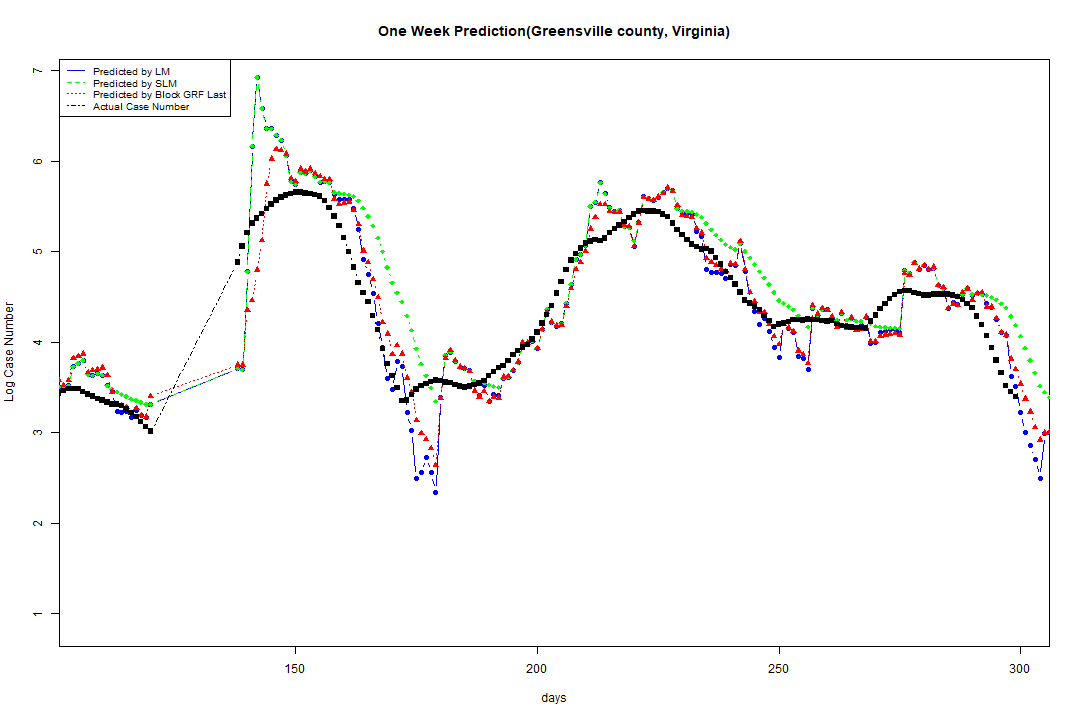 One Week Prediction(Greensville county, Virginia)
Predicted by LM
Predicted by SLM
Predicted by Block GRF Last
Actual Case Number
7
6
5
4
3
2
1
Log Case Number
150 200 250 300
days